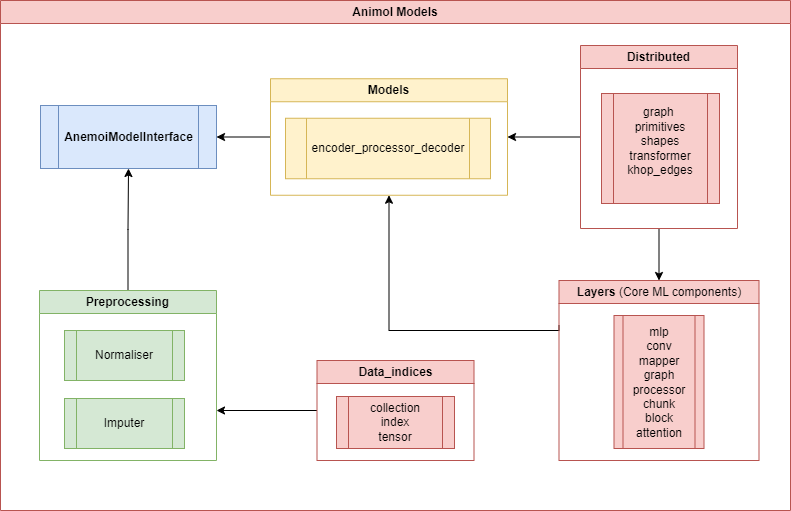 Animol Models
Distributed
graph
primitives
shapes
transformer
khop_edges
Models
encoder_processor_decoder
AnemoiModelInterface
Preprocessing
Normaliser
Imputer
Data_indices
collection
index
tensor
Layers (Core ML components)
mlp
conv
mapper
graph
processor
chunk
block
attention